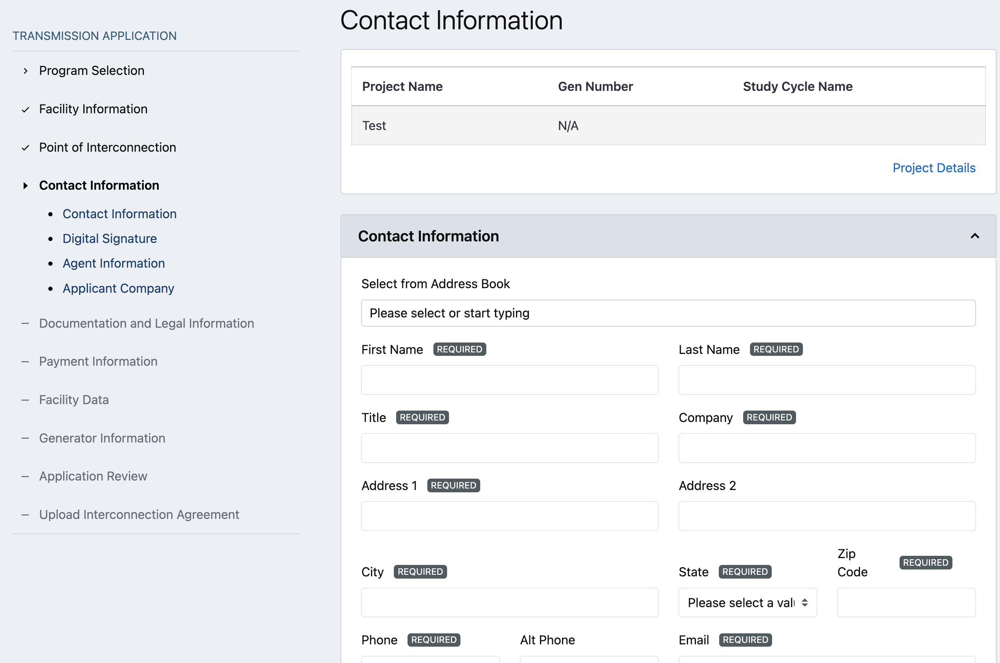 TRANSMISSION APPLICATION
Program Selection
Facility Information
Point of Interconnection
Contact Information
Contact Information
Digital Signature
Agent Information
Applicant Company
Documentation and Legal Information
Payment Information
Facility Data
Generator Information
Application Review
Upload Interconnection Agreement
Contact Information
Project Name Gen Number Study Cycle Name
Test N/A
Project Details
Contact Information
Select from Address Book
Please select or start typing
First Name REQUIRED Last Name REQUIRED
Title REQUIRED Company REQUIRED
Address 1 REQUIRED Address 2
City REQUIRED State REQUIRED Zip Code REQUIRED
Please select a val
Phone REQUIRED Alt Phone Email REQUIRED